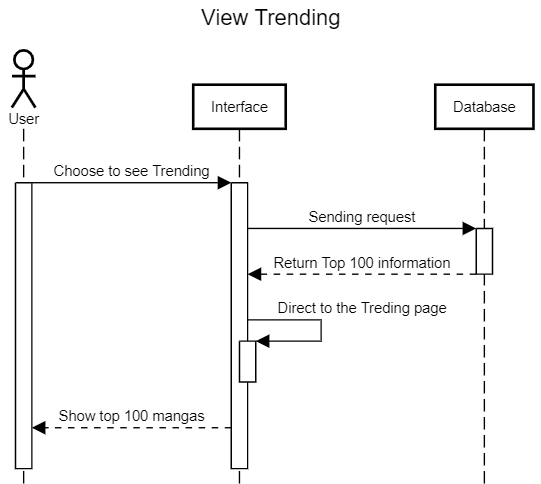 View Trending
User
Interface
Database
Choose to see Trending
Sending request
Return Top 100 information
Direct to the Treding page
Show top 100 mangas